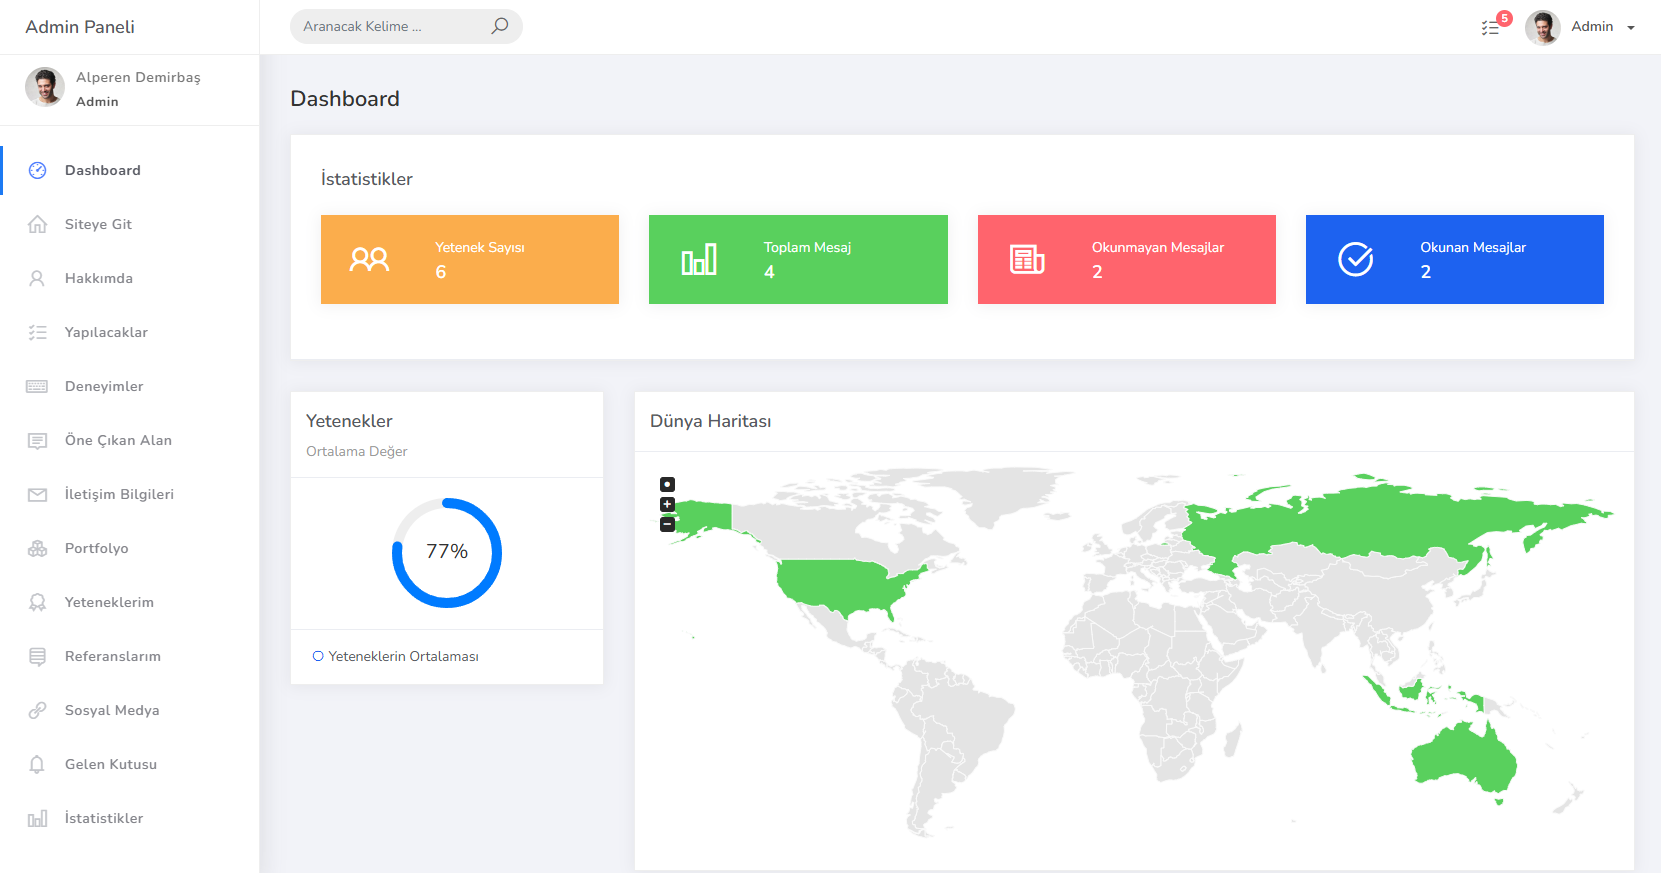 Admin Paneli
Aranacak Kelime ...
5
Admin
Alperen Demirbaş
Admin
Dashboard
Siteye Git
Hakkımda
Yapılacaklar
Deneyimler
Öne Çıkan Alan
İletişim Bilgileri
Portfolyo
Yeteneklerim
Referanslarım
Sosyal Medya
Gelen Kutusu
İstatistikler
Dashboard
İstatistikler
Yetenek Sayısı
6
Toplam Mesaj
4
Okunmayan Mesajlar
2
Okunan Mesajlar
2
Yetenekler
Ortalama Değer
77%
Yeteneklerin Ortalaması
Dünya Haritası
+
−